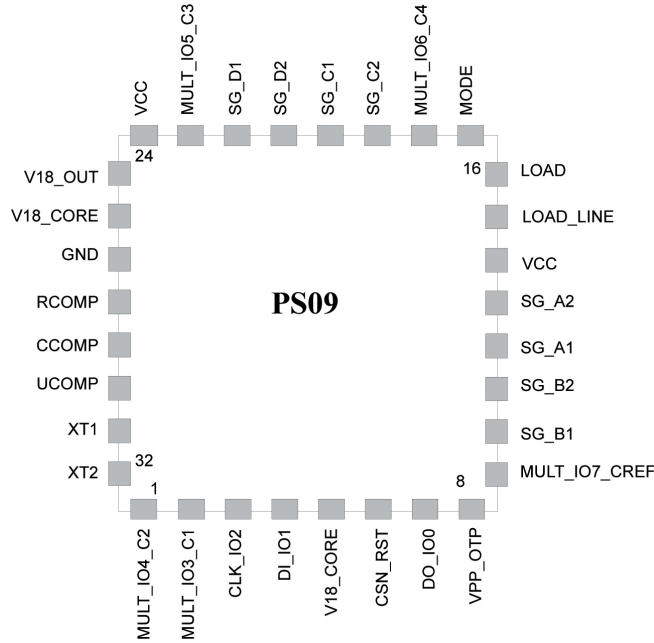 VCC
MULT_IO5_C3
SG_D1
SG_D2
SG_C1
SG_C2
MULT_IO6_C4
MODE
24
16
V18_OUT
V18_CORE
GND
RCOMP
CCOMP
UCOMP
XT1
XT2
PS09
LOAD
LOAD_LINE
VCC
SG_A2
SG_A1
SG_B2
SG_B1
MULT_IO7_CREF
32
1
8
MULT_IO4_C2
MULT_IO3_C1
CLK_IO2
DI_IO1
V18_CORE
CSN_RST
DO_IO0
VPP_OTP